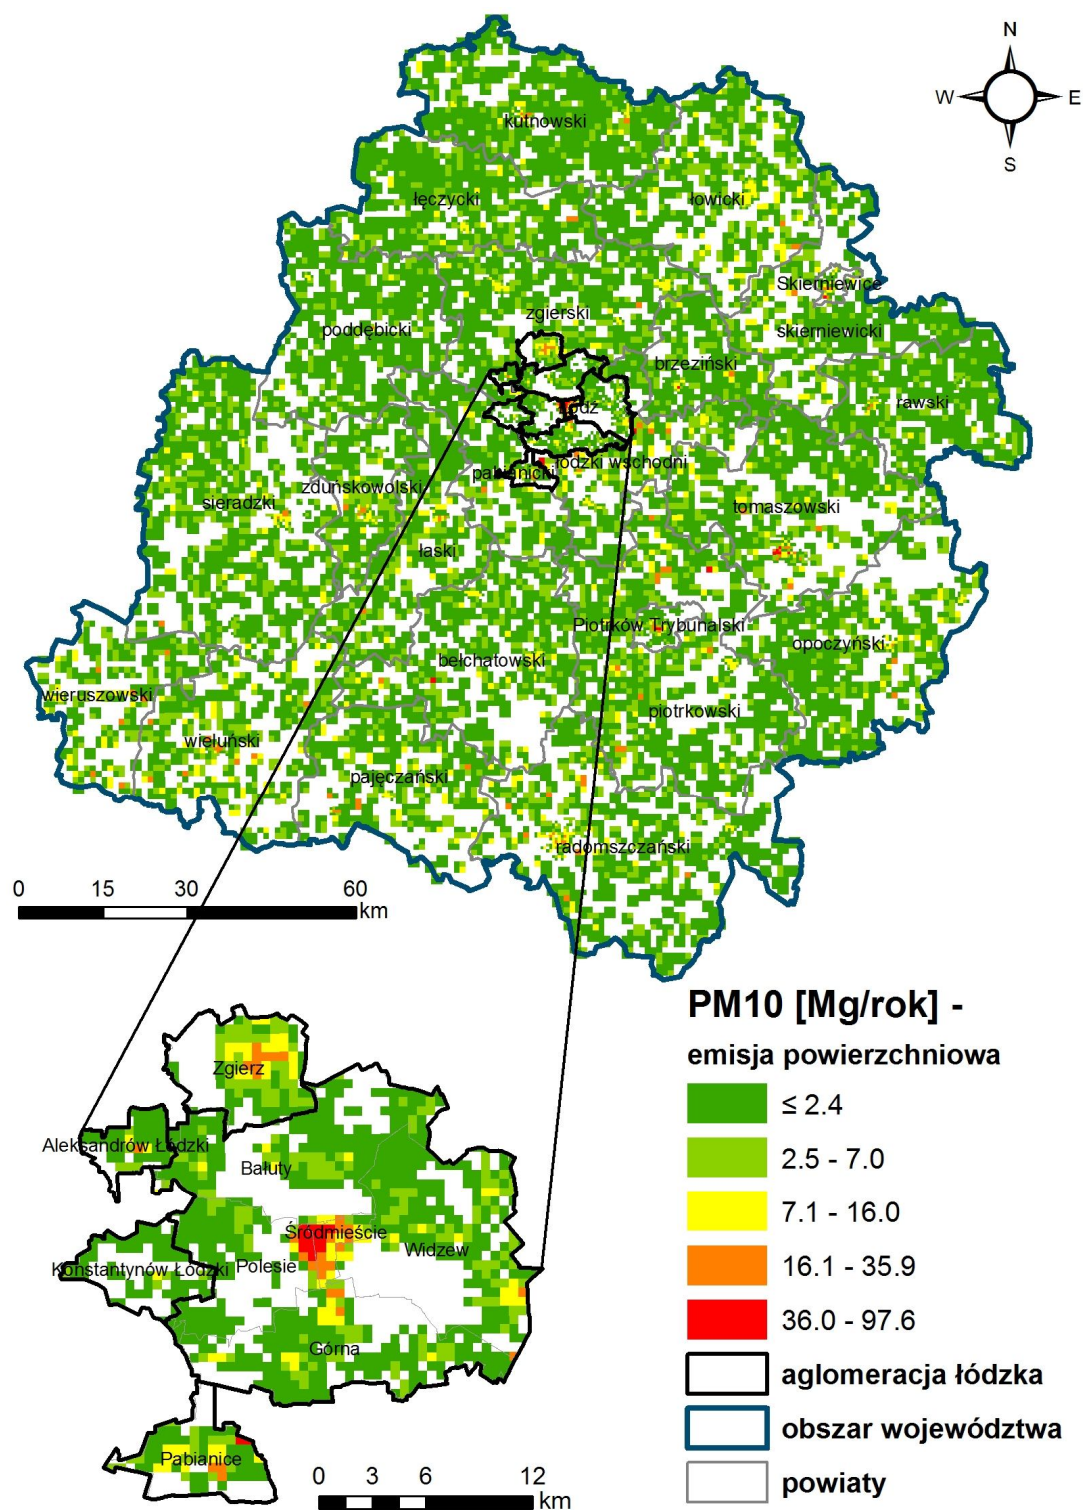 N
W E
S
kutnowski
łęczycki
łowicki
Skierniewice
zgierski
poddębicki
skierniewicki
brzeziński
rawski
Łódź
łódzki wschodni
pabianicki
zduńskowolski
sieradzki
tomaszowski
łaski
Piotrków Trybunalski
opoczyński
bełchatowski
wieruszowski
piotrkowski
wieluński
pajęczański
radomszczański
0 15 30 60
km
PM10 [Mg/rok] -
emisja powierzchniowa
≤ 2.4
2.5 - 7.0
7.1 - 16.0
16.1 - 35.9
36.0 - 97.6
aglomeracja łódzka
obszar województwa
powiaty
Zgierz
Aleksandrów Łódzki
Bałuty
Śródmieście
Widzew
Polesie
Konstantynów Łódzki
Górna
Pabianice
0 3 6 12
km